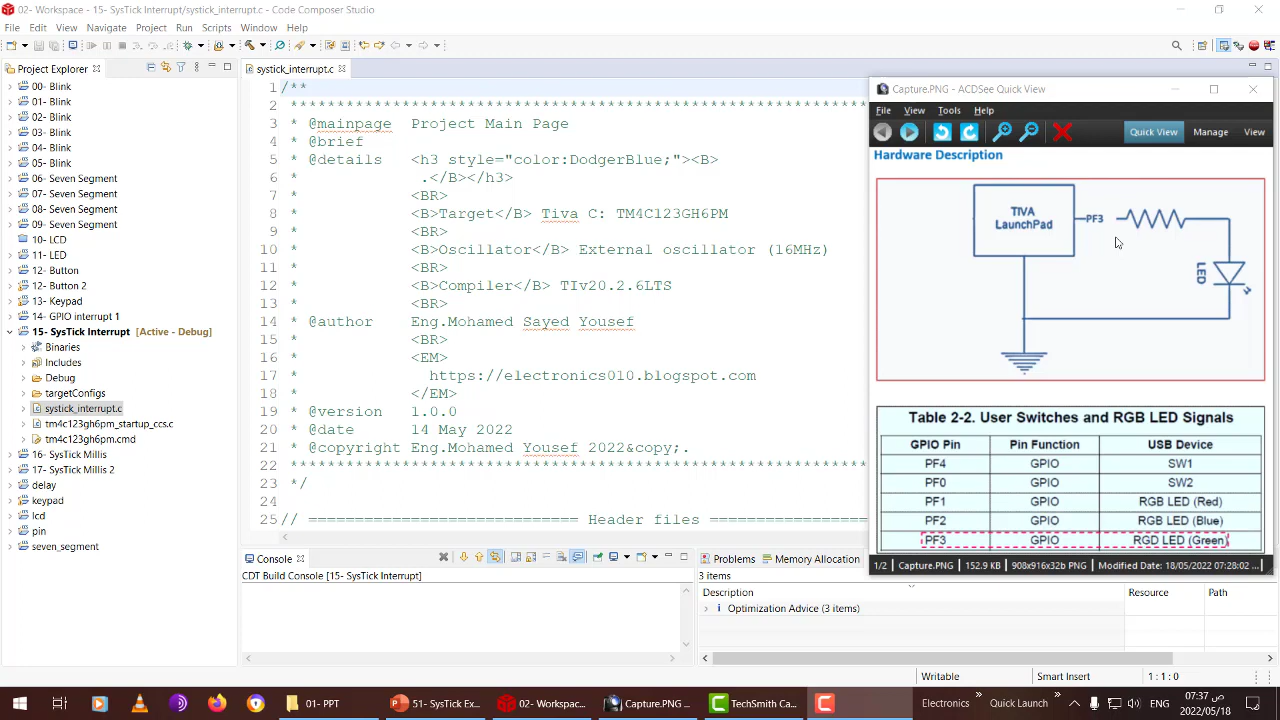 02- Workspace - 15- SysTick Interrupt/systick_interrupt.c - Code Composer Studio
File Edit View Navigate Project Run Scripts Window Help
Project Explorer
00- Blink
01- Blink
02- Blink
03- Blink
04- Blink
05- Blink
06- Seven Segment
07- Seven Segment
08- Seven Segment
09- Seven Segment
10- LCD
11- LED
12- Button
12- Button 2
13- Keypad
14- GPIO interrupt 1
15- SysTick Interrupt [Active - Debug]
Binaries
Includes
Debug
targetConfigs
systick_interrupt.c
tm4c123gh6pm_startup_ccs.c
tm4c123gh6pm.cmd
16- SysTick Millis
17- SysTick Millis 2
delay
keypad
lcd
pin
seven_segment
systick_interrupt.c
1 /**
2 ***************************************************************
3 * @mainpage Project Main Page
4 * @brief
5 * @details <h3 style="color:DodgerBlue;"><B>
6 * .</B></h3>
7 * <BR>
8 * <B>Target</B> Tiva C: TM4C123GH6PM
9 * <BR>
10 * <B>Oscillator</B> External oscillator (16MHz)
11 * <BR>
12 * <B>Compiler</B> TIv20.2.6LTS
13 * <BR>
14 * @author Eng.Mohamed Sayed Yousef
15 * <BR>
16 * <EM>
17 * https://electronics010.blogspot.com
18 * </EM>
19 * @version 1.0.0
20 * @date 14 May 2022
21 * @copyright Eng.Mohamed Yousef 2022&copy;.
22 ***************************************************************
23 */
24
25 // ============================= Header files =================
Capture.PNG - ACDSee Quick View
File View Tools Help
Quick View Manage View
Hardware Description
TIVA
LaunchPad
PF3
LED
Table 2-2. User Switches and RGB LED Signals
GPIO Pin Pin Function USB Device
PF4 GPIO SW1
PF0 GPIO SW2
PF1 GPIO RGB LED (Red)
PF2 GPIO RGB LED (Blue)
PF3 GPIO RGD LED (Green)
1/2 Capture.PNG 152.9 KB 908x916x32b PNG Modified Date: 18/05/2022 07:28:02 ...
Console
CDT Build Console [15- SysTick Interrupt]
Problems Memory Allocation
3 items
Description Resource Path
Optimization Advice (3 items)
Writable Smart Insert 1:1:0
01- PPT 51- SysTick Ex... 02- Workspac... Capture.PNG ... TechSmith Ca... Electronics » Quick Launch »
07:37 ص
2022/05/18